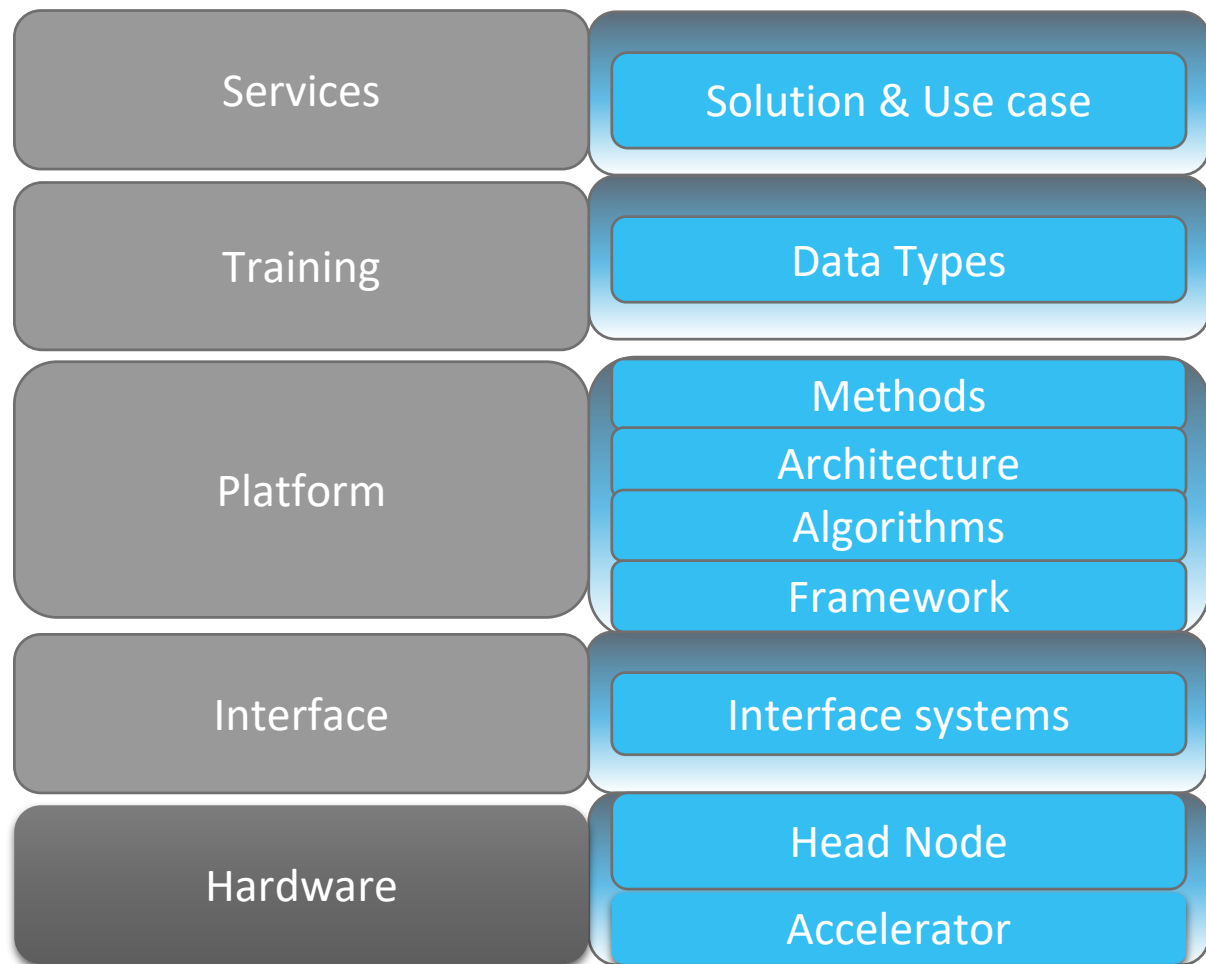 Services
Solution & Use case
Training
Data Types
Platform
Methods
Architecture
Algorithms
Framework
Interface
Interface systems
Hardware
Head Node
Accelerator